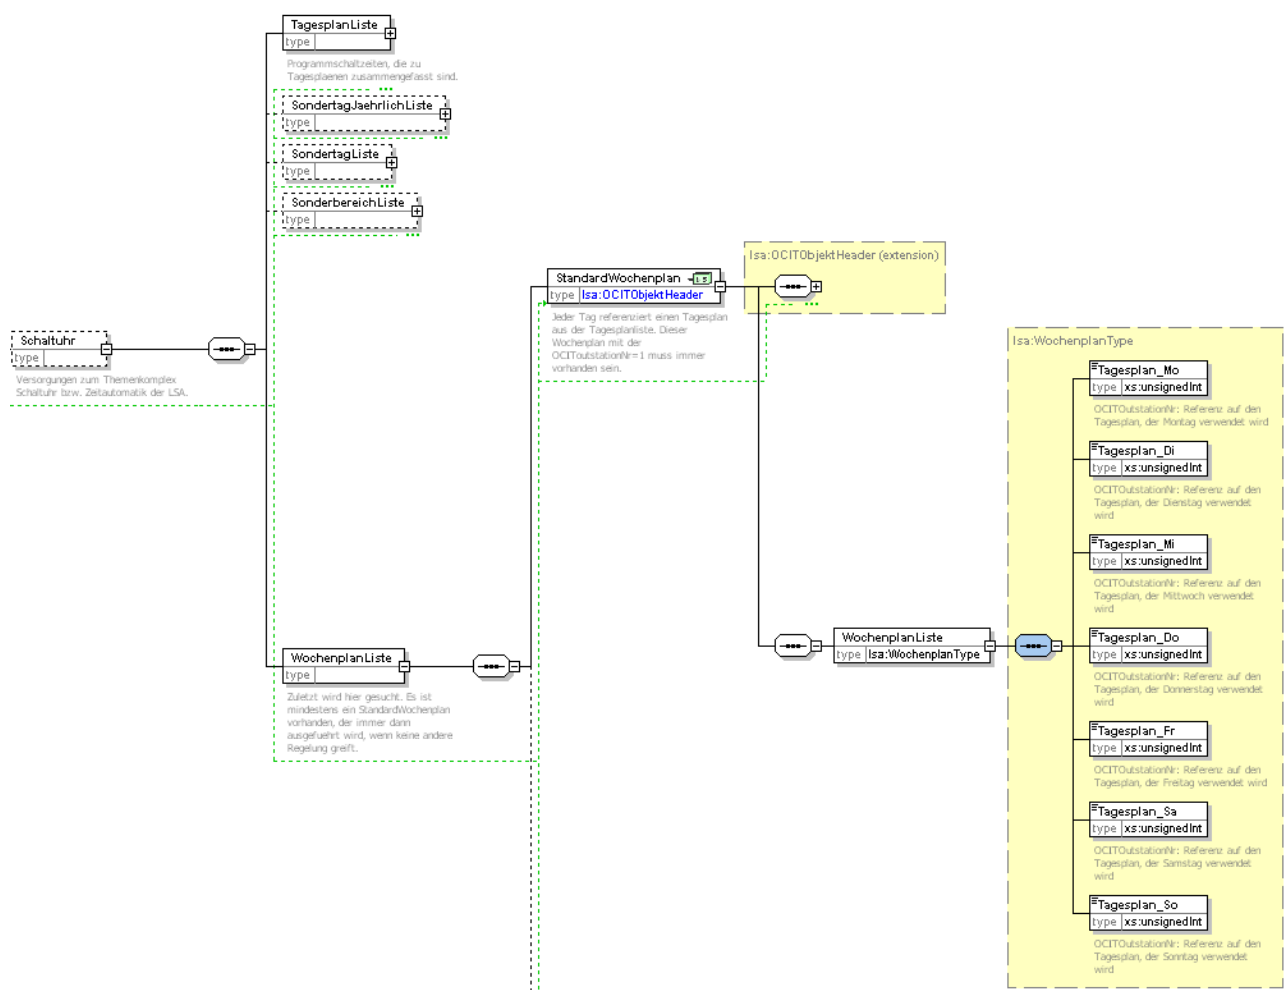 TagesplanListe
type
Programmschaltzeiten, die zu
Tagesplaenen zusammengefasst sind.
SondertagJaehrlichListe
type
SondertagListe
type
SonderbereichListe
type
Schaltuhr
type
Versorgungen zum Themenkomplex
Schaltuhr bzw. Zeitautomatik der LSA.
StandardWochenplan
type lsa:OCITObjektHeader
Jeder Tag referenziert einen Tagesplan
aus der Tagesplanliste. Dieser
Wochenplan mit der
OCIToutstationNr=1 muss immer
vorhanden sein.
lsa:OCITObjektHeader (extension)
WochenplanListe
type
Zuletzt wird hier gesucht. Es ist
mindestens ein StandardWochenplan
vorhanden, der immer dann
ausgefuehrt wird, wenn keine andere
Regelung greift.
WochenplanListe
type lsa:WochenplanType
lsa:WochenplanType
Tagesplan_Mo
type xs:unsignedInt
OCITOutstationNr: Referenz auf den
Tagesplan, der Montag verwendet wird
Tagesplan_Di
type xs:unsignedInt
OCITOutstationNr: Referenz auf den
Tagesplan, der Dienstag verwendet
wird
Tagesplan_Mi
type xs:unsignedInt
OCITOutstationNr: Referenz auf den
Tagesplan, der Mittwoch verwendet
wird
Tagesplan_Do
type xs:unsignedInt
OCITOutstationNr: Referenz auf den
Tagesplan, der Donnerstag verwendet
wird
Tagesplan_Fr
type xs:unsignedInt
OCITOutstationNr: Referenz auf den
Tagesplan, der Freitag verwendet wird
Tagesplan_Sa
type xs:unsignedInt
OCITOutstationNr: Referenz auf den
Tagesplan, der Samstag verwendet
wird
Tagesplan_So
type xs:unsignedInt
OCITOutstationNr: Referenz auf den
Tagesplan, der Sonntag verwendet
wird